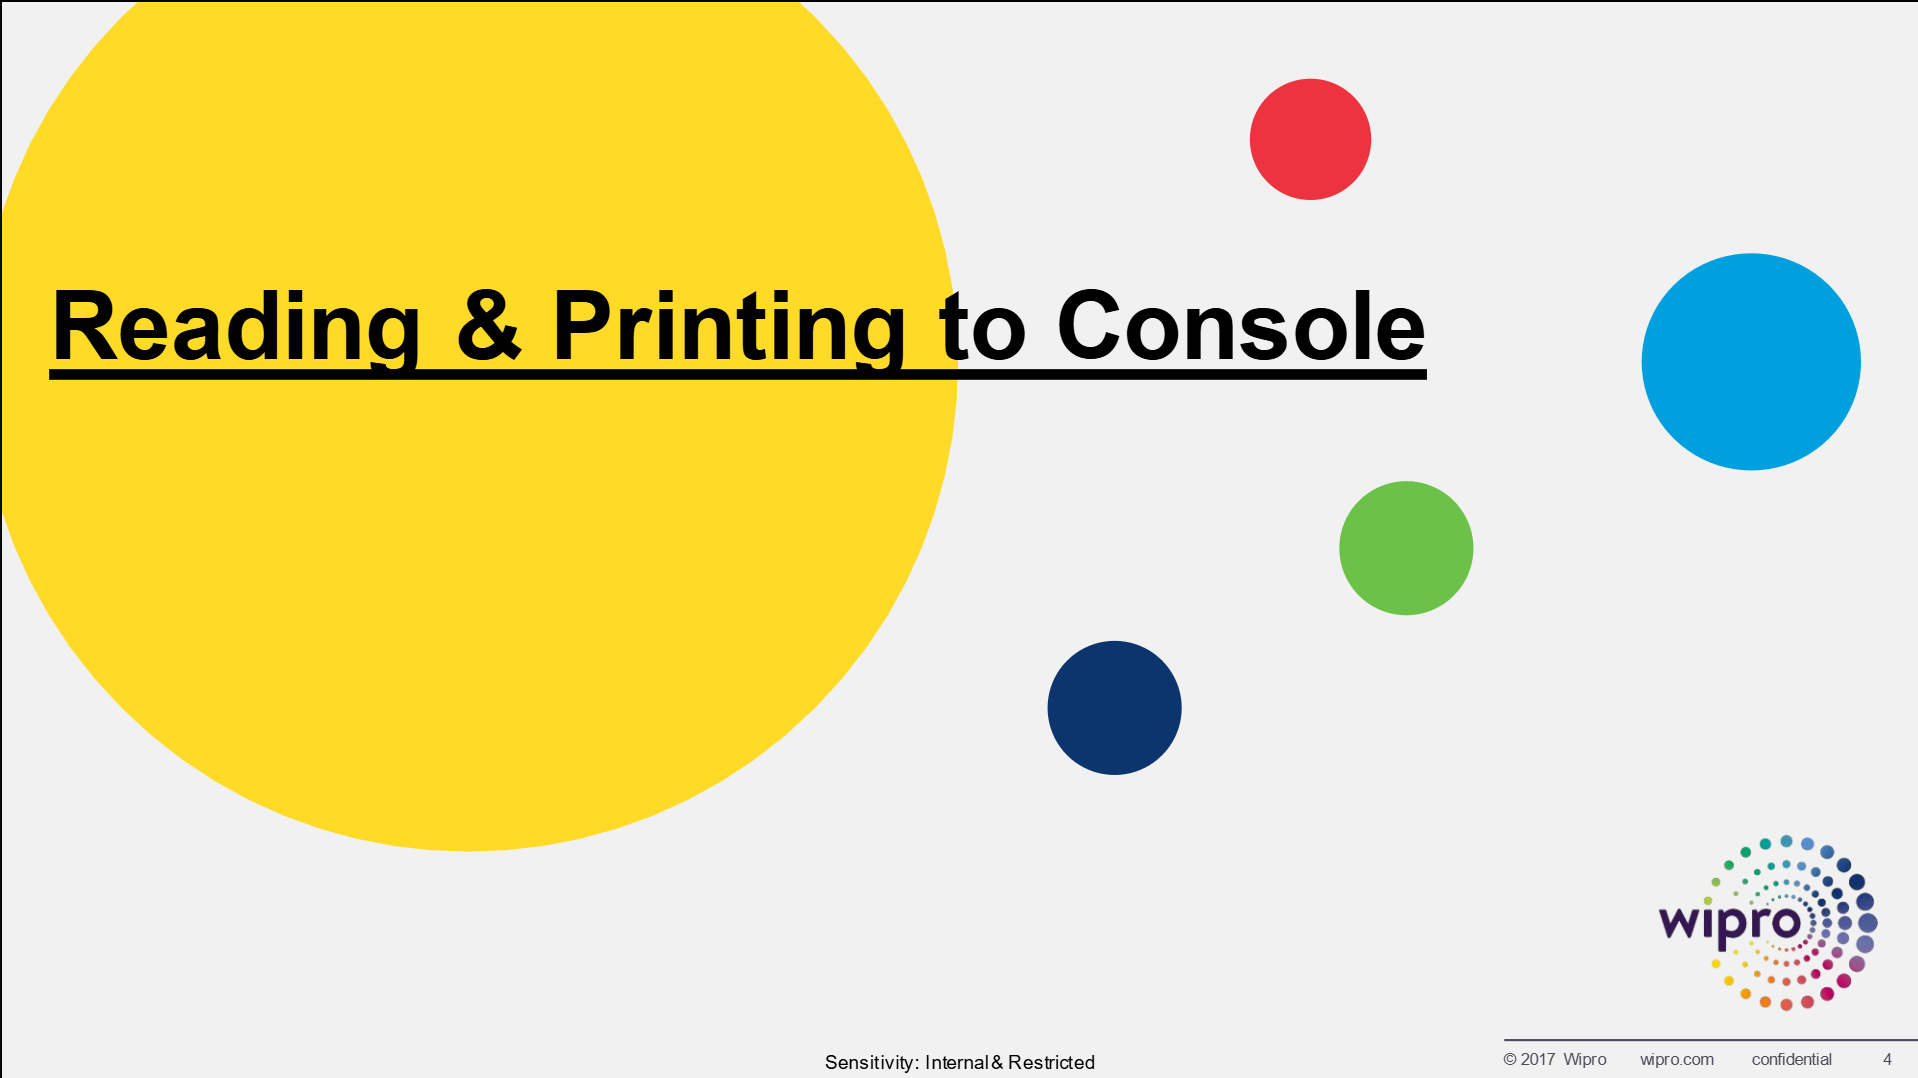 Reading & Printing to Console
wipro
Sensitivity: Internal & Restricted
© 2017 Wipro wipro.com confidential 4